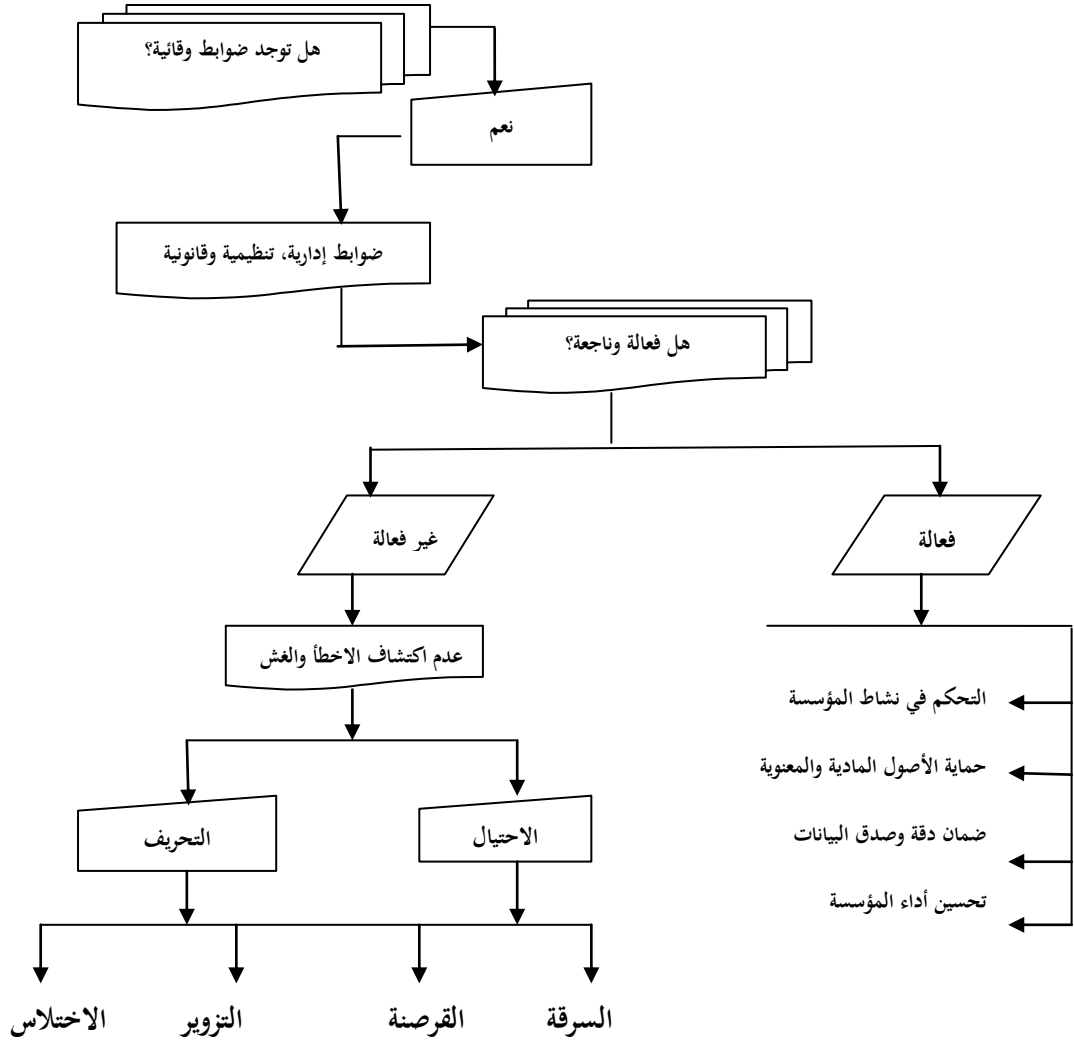 هل توجد ضوابط وقائية؟
نعم
ضوابط إدارية، تنظيمية وقانونية
هل فعالة وناجعة؟
فعالة
غير فعالة
عدم اكتشاف الاخطأ والغش
التحكم في نشاط المؤسسة
حماية الأصول المادية والمعنوية
ضمان دقة وصدق البيانات
تحسين أداء المؤسسة
الاحتيال
التحريف
السرقة
القرصنة
التزوير
الاختلاس